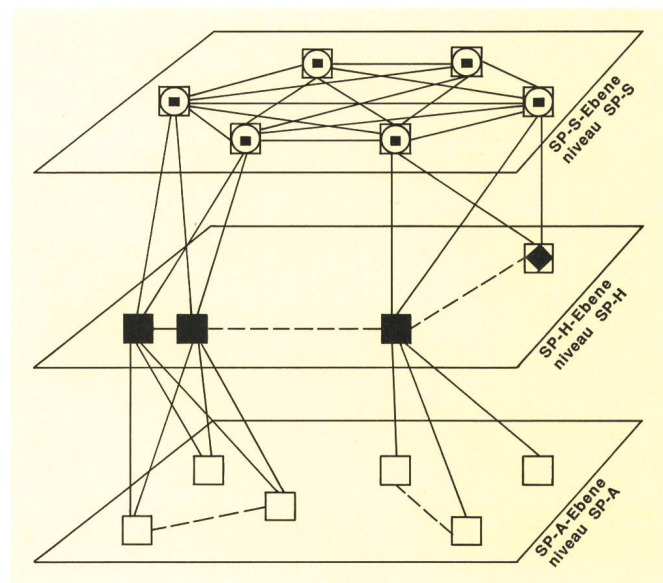 SP-S-Ebene
niveau SP-S
SP-H-Ebene
niveau SP-H
SP-A-Ebene
niveau SP-A